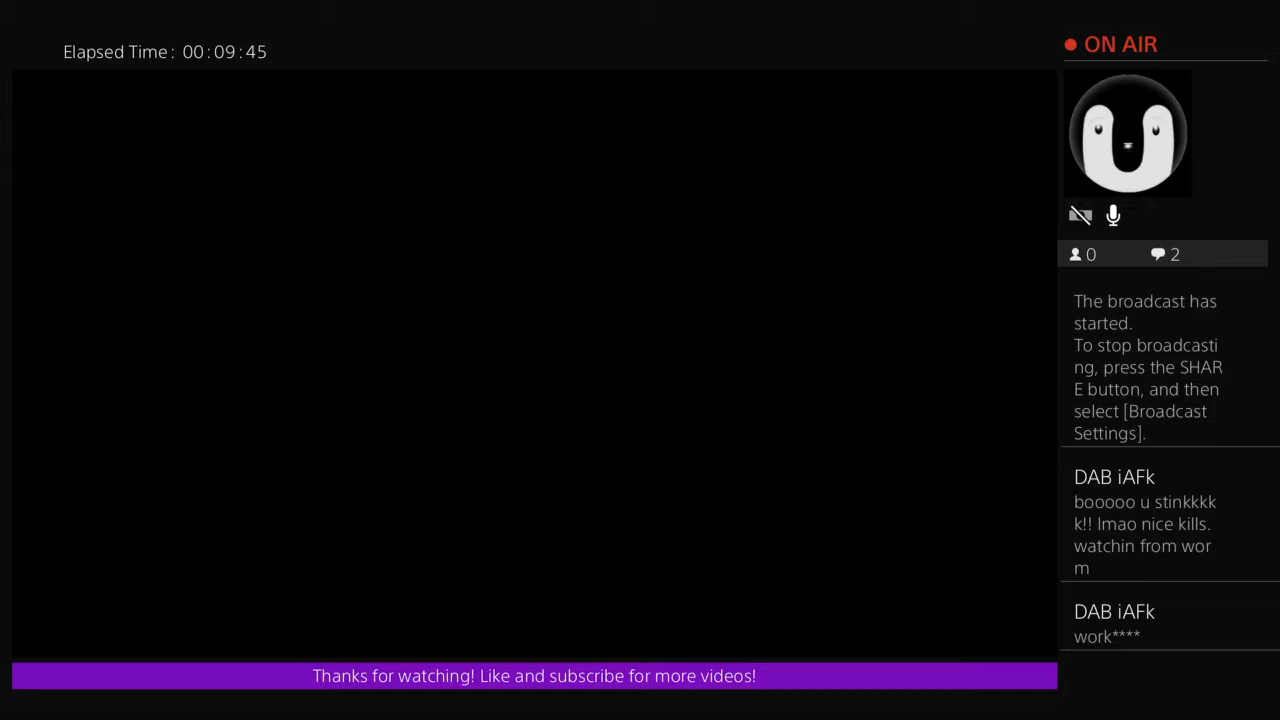 Elapsed Time: 00:09:45
ON AIR
0 2
The broadcast has
started.
To stop broadcasti
ng, press the SHAR
E button, and then
select [Broadcast
Settings].
DAB iAFk
booooo u stinkkkk
k!! lmao nice kills.
watchin from wor
m
DAB iAFk
work****
Thanks for watching! Like and subscribe for more videos!